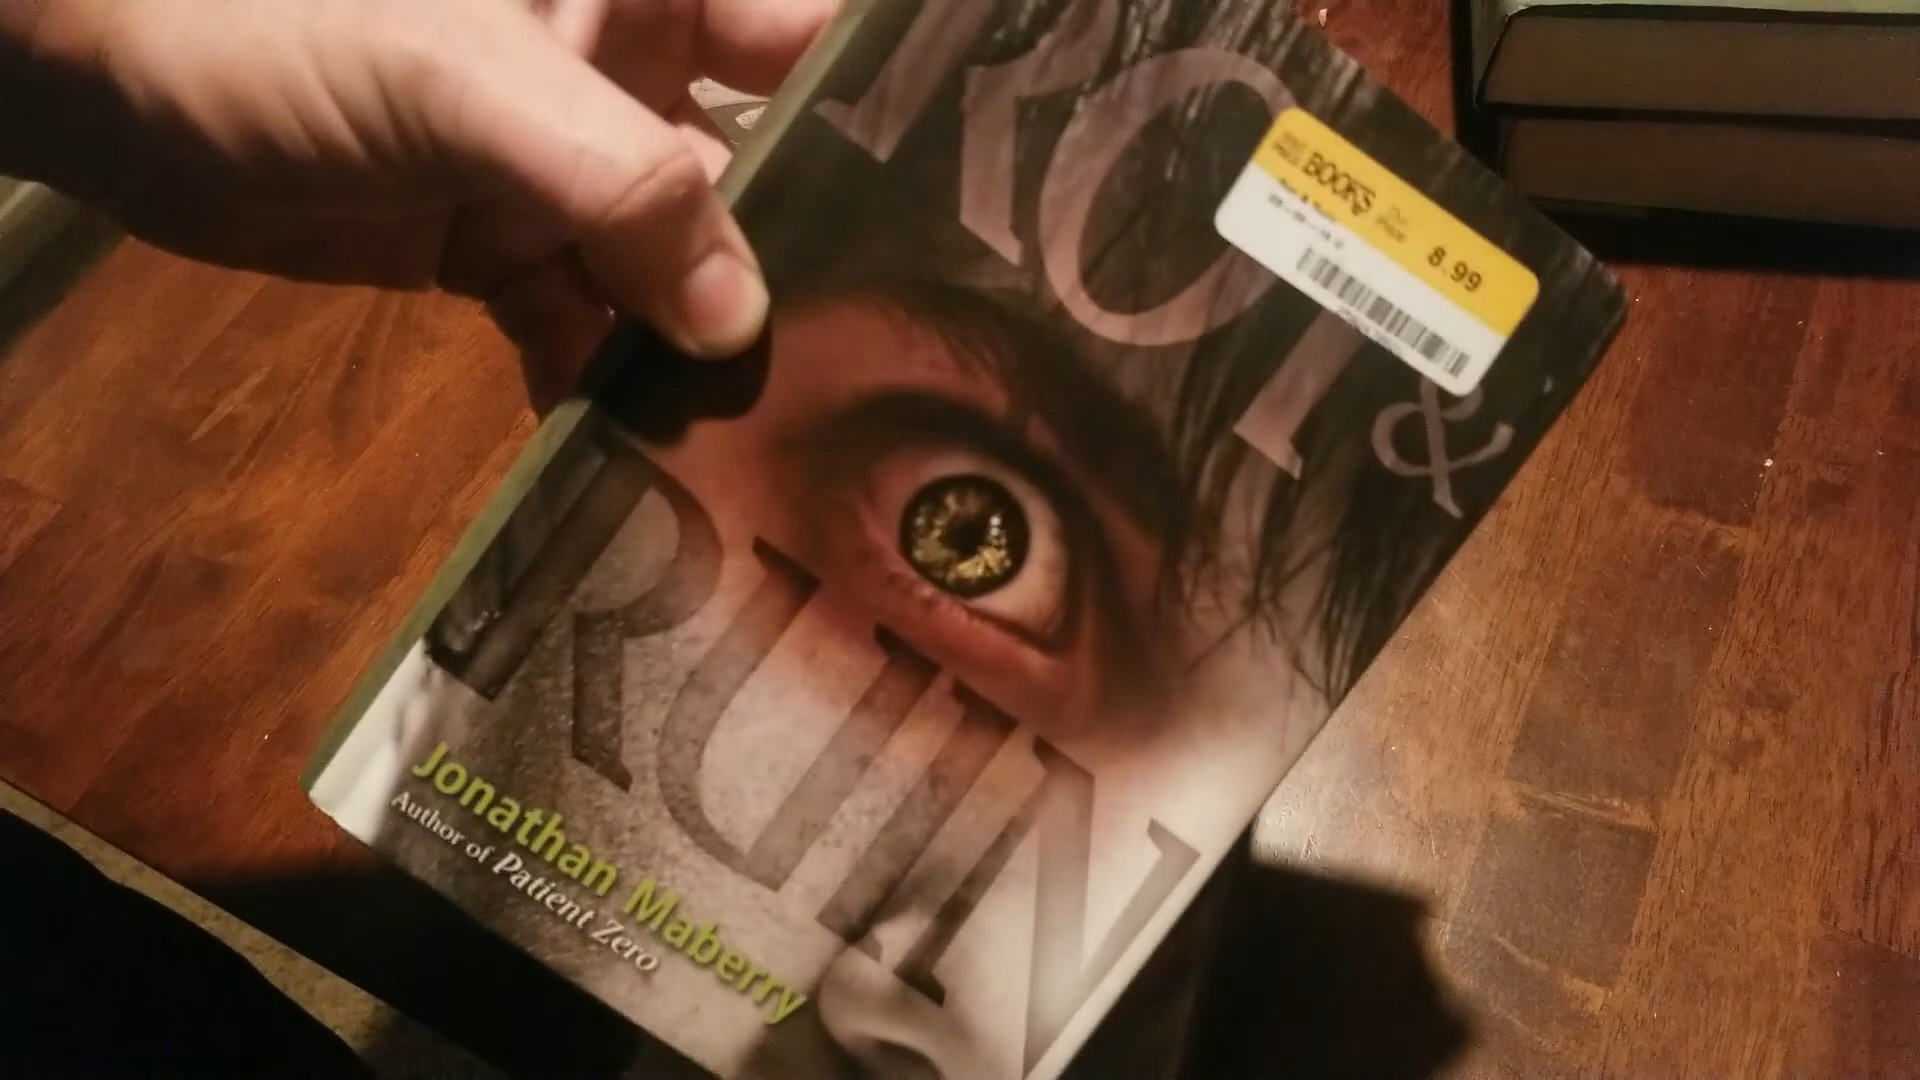 ROT
&
BOOKS
8.99
RUIN
Jonathan Maberry
Author of Patient Zero